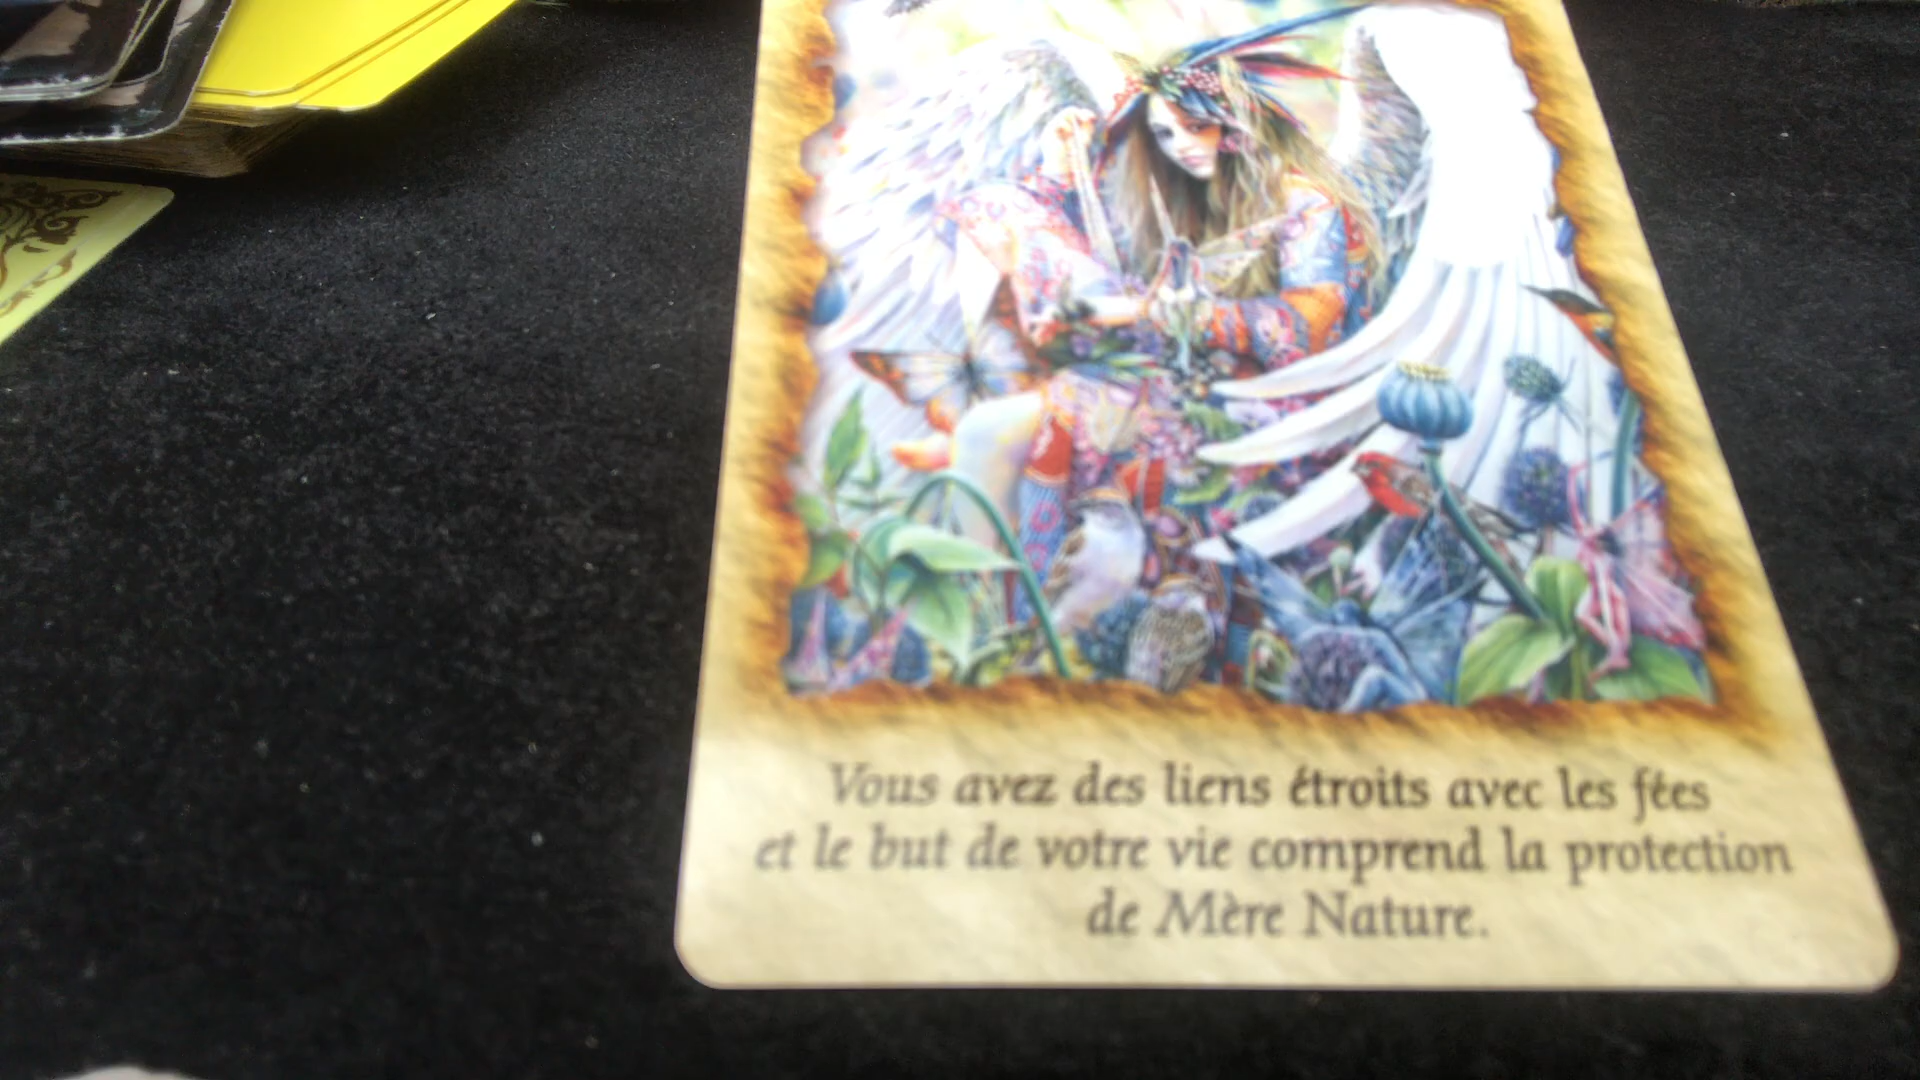 Vous avez des liens étroits avec les fées
et le but de votre vie comprend la protection
de Mère Nature.